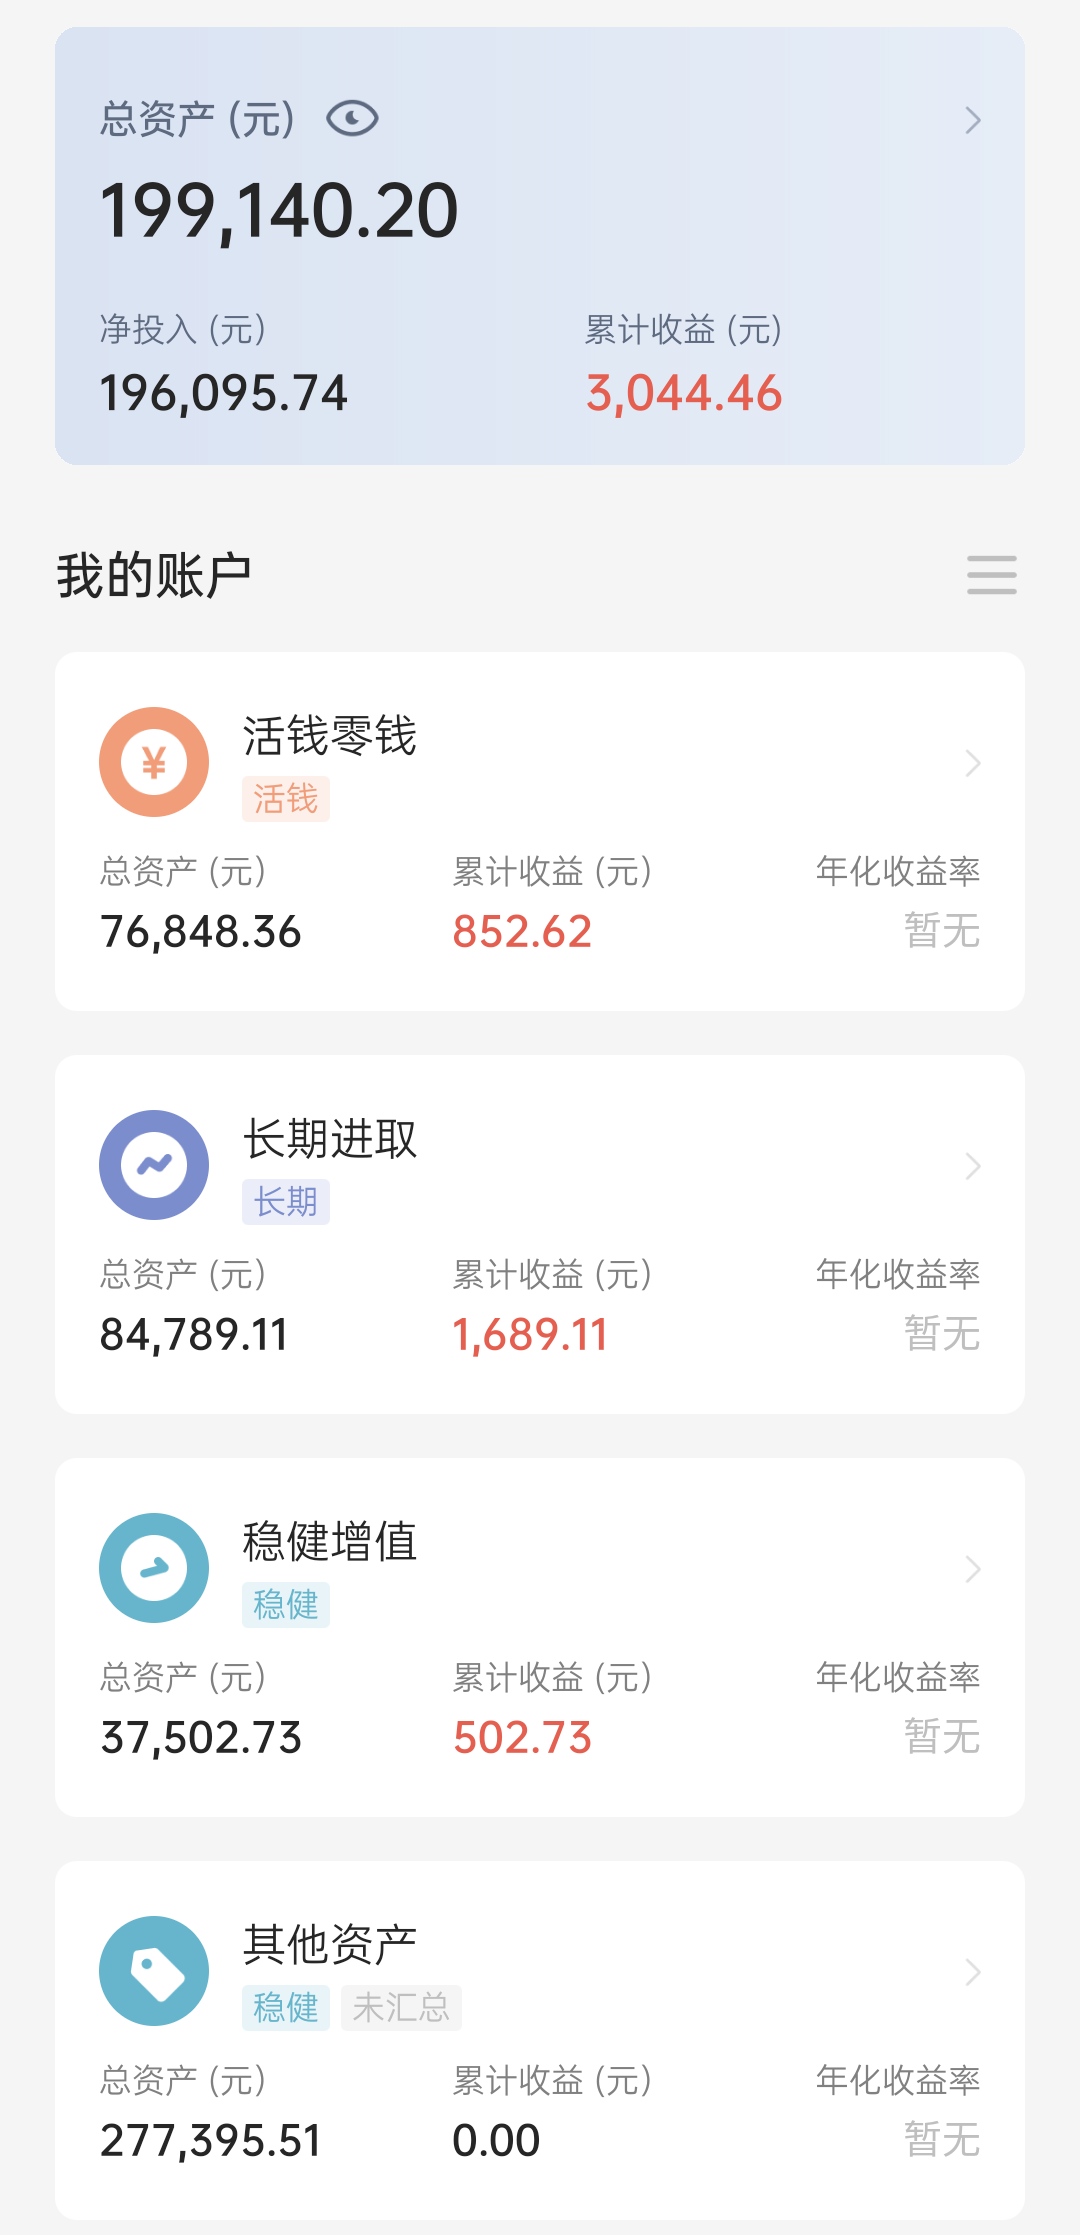 总资产 (元)
199,140.20
净投入 (元) 累计收益 (元)
196,095.74 3,044.46
我的账户
¥ 活钱零钱
活钱
总资产 (元) 累计收益 (元) 年化收益率
76,848.36 852.62 暂无
长期进取
长期
总资产 (元) 累计收益 (元) 年化收益率
84,789.11 1,689.11 暂无
稳健增值
稳健
总资产 (元) 累计收益 (元) 年化收益率
37,502.73 502.73 暂无
其他资产
稳健 未汇总
总资产 (元) 累计收益 (元) 年化收益率
277,395.51 0.00 暂无